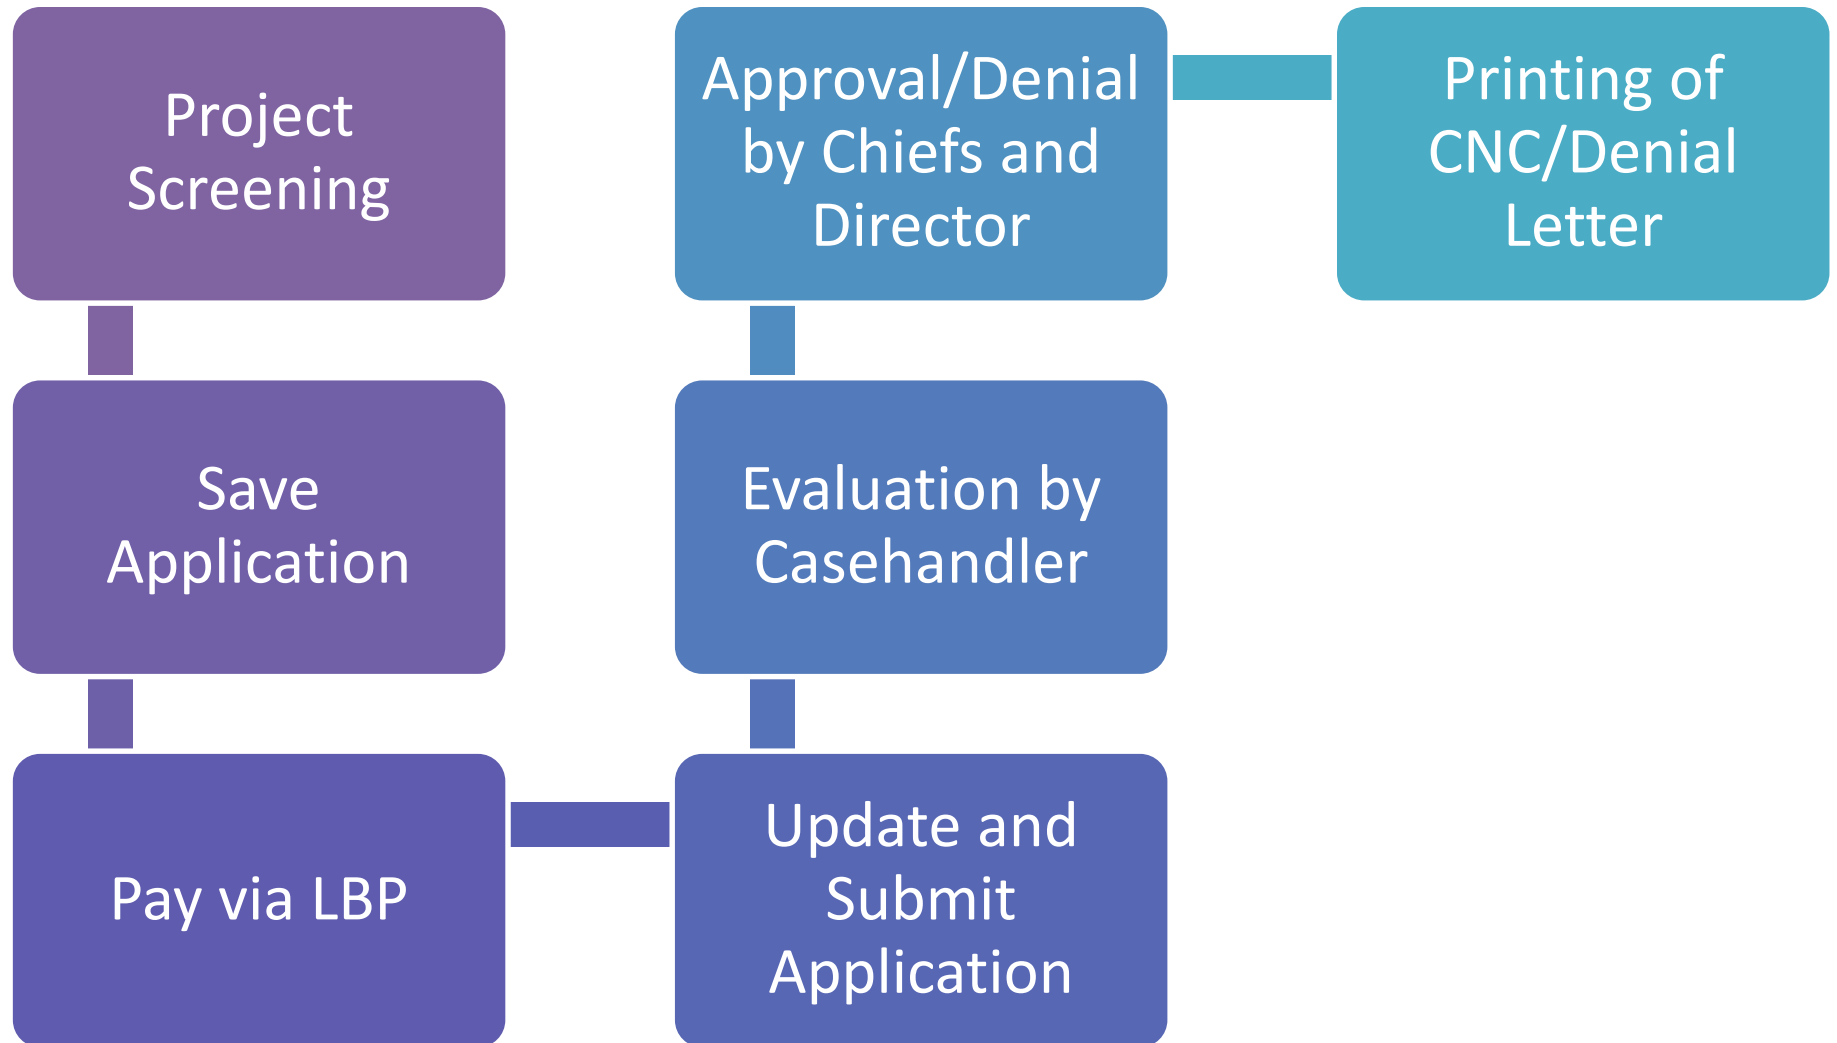 Project
Screening
Save
Application
Pay via LBP
Update and
Submit
Application
Evaluation by
Casehandler
Approval/Denial
by Chiefs and
Director
Printing of
CNC/Denial
Letter